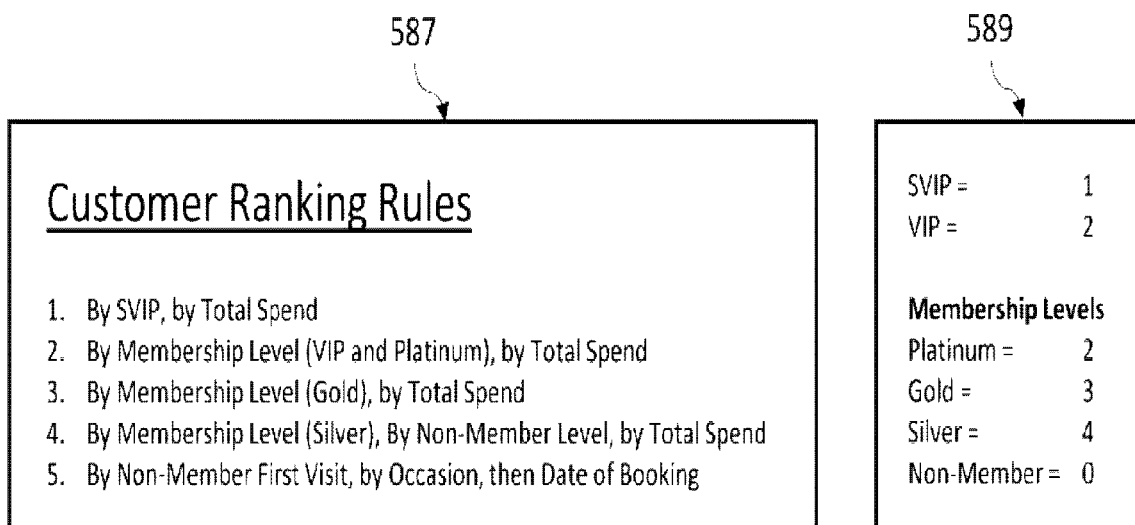 587
Customer Ranking Rules
1. By SVIP, by Total Spend
2. By Membership Level (VIP and Platinum), by Total Spend
3. By Membership Level (Gold), by Total Spend
4. By Membership Level (Silver), By Non-Member Level, by Total Spend
5. By Non-Member First Visit, by Occasion, then Date of Booking
589
SVIP = 1
VIP = 2
Membership Levels
Platinum = 2
Gold = 3
Silver = 4
Non-Member = 0